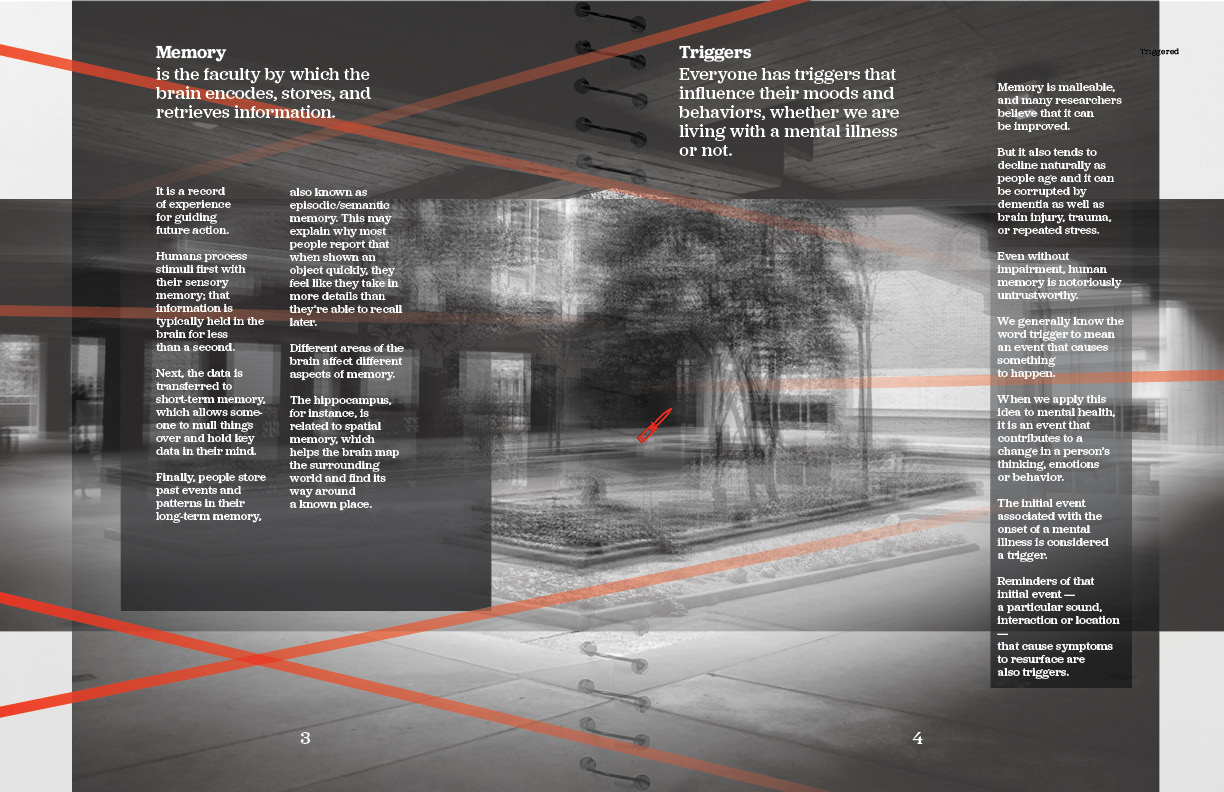 Memory
is the faculty by which the
brain encodes, stores, and
retrieves information.
It is a record
of experience
for guiding
future action.
Humans process
stimuli first with
their sensory
memory; that
information is
typically held in the
brain for less
than a second.
Next, the data is
transferred to
short-term memory,
which allows some-
one to mull things
over and hold key
data in their mind.
Finally, people store
past events and
patterns in their
long-term memory,
also known as
episodic/semantic
memory. This may
explain why most
people report that
when shown an
object quickly, they
feel like they take in
more details than
they're able to recall
later.
Different areas of the
brain affect different
aspects of memory.
The hippocampus,
for instance, is
related to spatial
memory, which
helps the brain map
the surrounding
world and find its
way around
a known place.
3
Triggers
Everyone has triggers that
influence their moods and
behaviors, whether we are
living with a mental illness
or not.
Triggered
Memory is malleable,
and many researchers
believe that it can
be improved.
But it also tends to
decline naturally as
people age and it can
be corrupted by
dementia as well as
brain injury, trauma,
or repeated stress.
Even without
impairment, human
memory is notoriously
untrustworthy.
We generally know the
word trigger to mean
an event that causes
something
to happen.
When we apply this
idea to mental health,
it is an event that
contributes to a
change in a person's
thinking, emotions
or behavior.
The initial event
associated with the
onset of a mental
illness is considered
a trigger.
Reminders of that
initial event —
a particular sound,
interaction or location
—
that cause symptoms
to resurface are
also triggers.
4